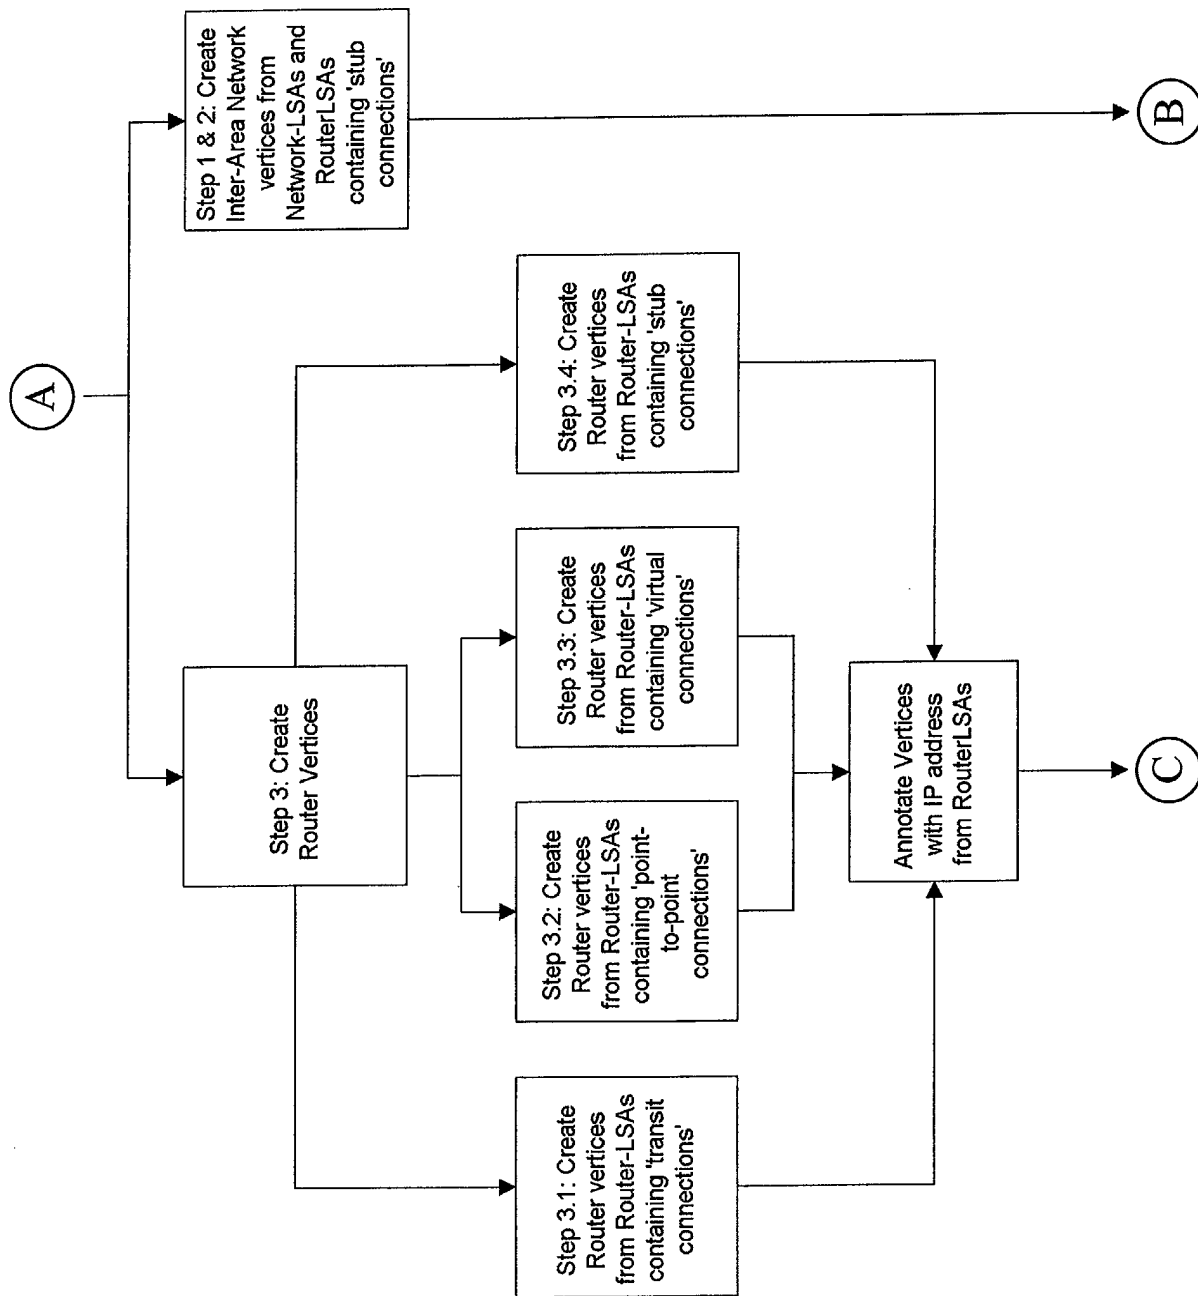 A
Step 3: Create
Router Vertices
Step 1 & 2: Create
Inter-Area Network
vertices from
Network-LSAs and
RouterLSAs
containing 'stub
connections'
Step 3.1: Create
Router vertices
from Router-LSAs
containing 'transit
connections'
Step 3.2: Create
Router vertices
from Router-LSAs
containing 'point-
to-point
connections'
Step 3.3: Create
Router vertices
from Router-LSAs
containing 'virtual
connections'
Step 3.4: Create
Router vertices
from Router-LSAs
containing 'stub
connections'
Annotate Vertices
with IP address
from RouterLSAs
C
B